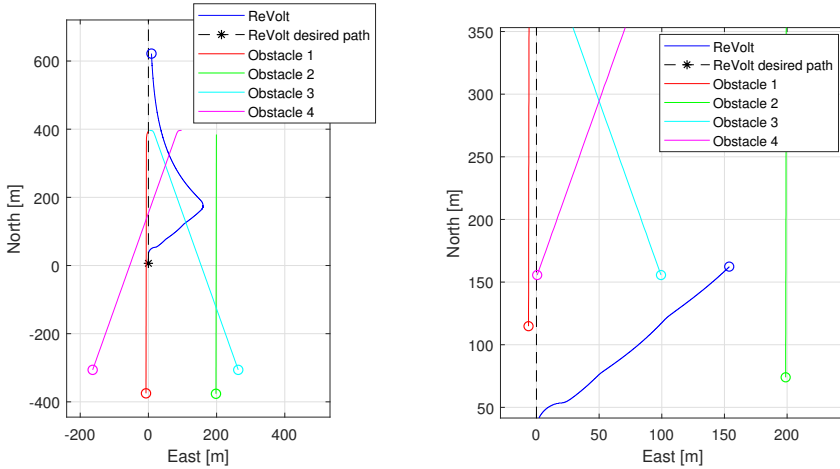 ReVolt
ReVolt desired path
Obstacle 1
Obstacle 2
Obstacle 3
Obstacle 4
600
400
200
0
-200
-400
North [m]
-200 0 200 400
East [m]
ReVolt
ReVolt desired path
Obstacle 1
Obstacle 2
Obstacle 3
Obstacle 4
350
300
250
200
150
100
50
North [m]
0 50 100 150 200
East [m]